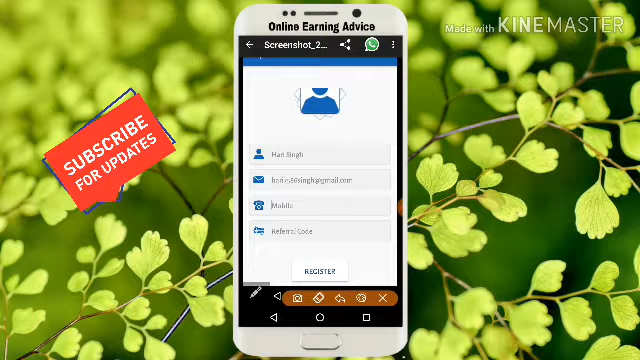 Online Earning Advice
Made with KINEMASTER
Screenshot_2...
SUBSCRIBE
FOR UPDATES
Hari Singh
Mobile
Referral Code
REGISTER